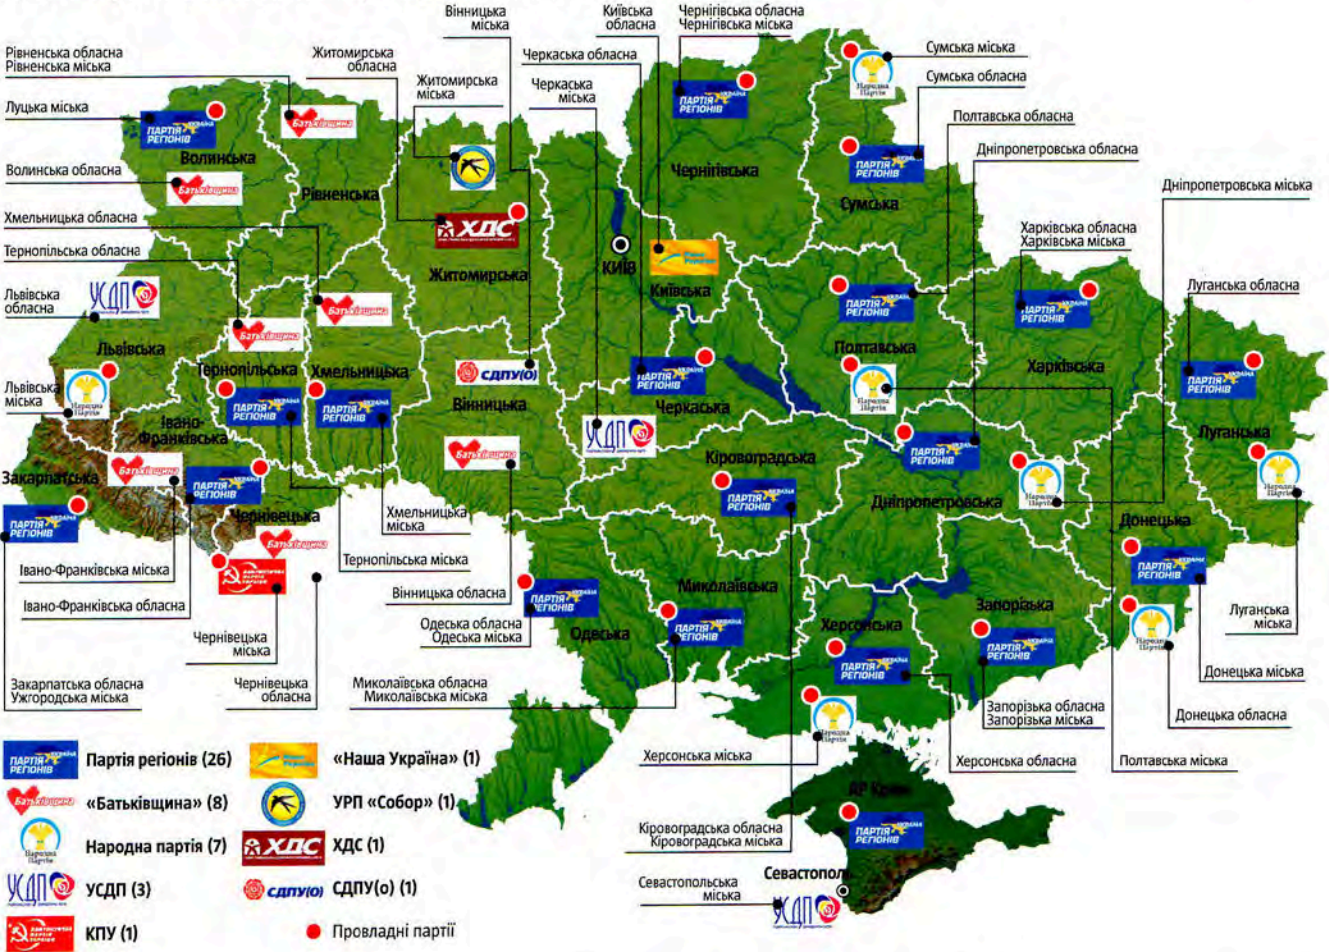 Вінницька
міська
Київська
обласна
Чернігівська обласна
Чернігівська міська
Рівненська обласна
Рівненська міська
Житомирська
обласна
Житомирська
міська
Черкаська обласна
Черкаська
міська
Сумська міська
Сумська обласна
Луцька міська
Полтавська обласна
Дніпропетровська обласна
Волинська обласна
Дніпропетровська міська
Хмельницька обласна
Харківська обласна
Харківська міська
Тернопільська обласна
Луганська обласна
Львівська
обласна
Львівська
міська
ПАРТІЯ
РЕГІОНІВ
УКРАЇНА
Батьківщина
Народна
Партія
ХДС
УСДП
СДПУ(О)
Волинська
Рівненська
Чернігівська
Сумська
Житомирська
КИЇВ
Київська
Львівська
Тернопільська
Хмельницька
Вінницька
Черкаська
Полтавська
Харківська
Луганська
Івано-
Франківська
Закарпатська
Чернівецька
Кіровоградська
Дніпропетровська
Донецька
Миколаївська
Одеська
Херсонська
Запорізька
АР Крим
Севастополь
Хмельницька
міська
Тернопільська міська
Івано-Франківська міська
Івано-Франківська обласна
Вінницька обласна
Одеська обласна
Одеська міська
Чернівецька
міська
Чернівецька
обласна
Миколаївська обласна
Миколаївська міська
Закарпатська обласна
Ужгородська міська
Луганська
міська
Донецька міська
Донецька обласна
Запорізька обласна
Запорізька міська
Херсонська міська
Херсонська обласна
Полтавська міська
Кіровоградська обласна
Кіровоградська міська
Севастопольська
міська
Партія регіонів (26)
«Наша Україна» (1)
«Батьківщина» (8)
УРП «Собор» (1)
Народна партія (7)
ХДС (1)
УСДП (3)
СДПУ(о) (1)
КПУ (1)
Провладні партії